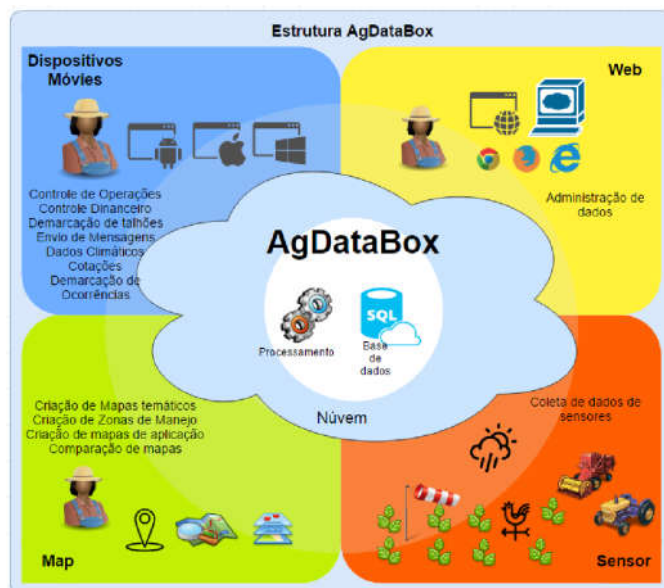 Estrutura AgDataBox
Dispositivos
Móvies
Controle de Operações
Controle Dinanceiro
Demarcação de talhões
Envio de Mensagens
Dados Climáticos
Cotações
Demarcação de
Ocorrências
Web
Administração de
dados
AgDataBox
Processamento
SQL
Base
de
dados
Núvem
Criação de Mapas temáticos
Criação de Zonas de Manejo
Criação de mapas de aplicação
Comparação de mapas
Map
Coleta de dados de
sensores
Sensor